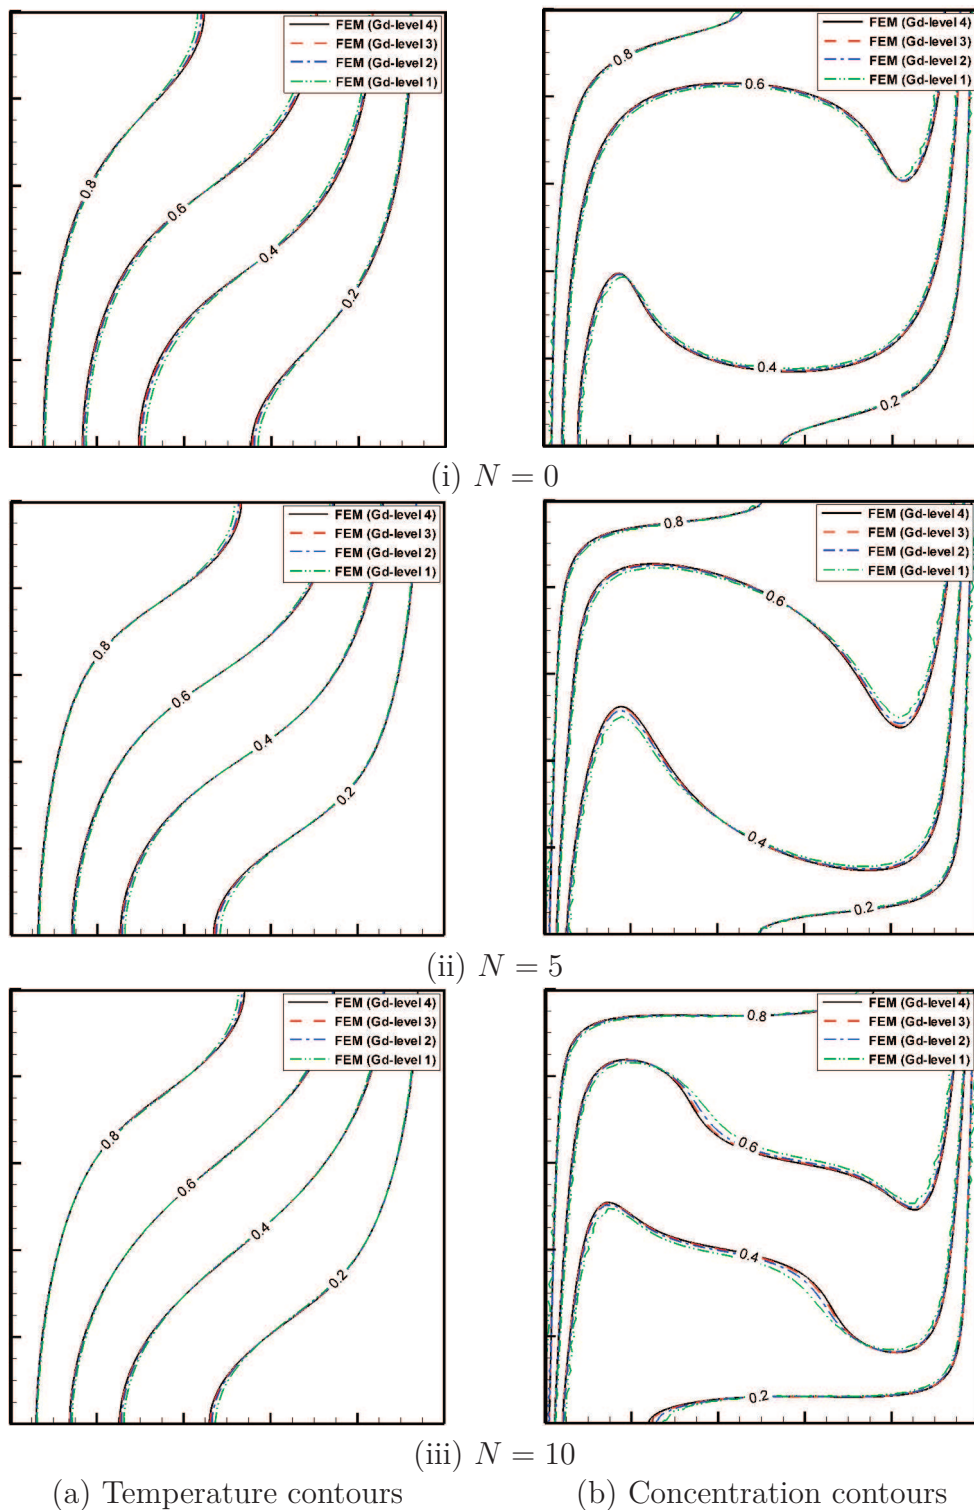 FEM (Gd-level 4)
FEM (Gd-level 3)
FEM (Gd-level 2)
FEM (Gd-level 1)
0.8
0.6
0.4
0.2
FEM (Gd-level 4)
FEM (Gd-level 3)
FEM (Gd-level 2)
FEM (Gd-level 1)
0.8
0.6
0.4
0.2
(i) N = 0
FEM (Gd-level 4)
FEM (Gd-level 3)
FEM (Gd-level 2)
FEM (Gd-level 1)
0.8
0.6
0.4
0.2
FEM (Gd-level 4)
FEM (Gd-level 3)
FEM (Gd-level 2)
FEM (Gd-level 1)
0.8
0.6
0.4
0.2
(ii) N = 5
FEM (Gd-level 4)
FEM (Gd-level 3)
FEM (Gd-level 2)
FEM (Gd-level 1)
0.8
0.6
0.4
0.2
FEM (Gd-level 4)
FEM (Gd-level 3)
FEM (Gd-level 2)
FEM (Gd-level 1)
0.8
0.6
0.4
0.2
(iii) N = 10
(a) Temperature contours
(b) Concentration contours